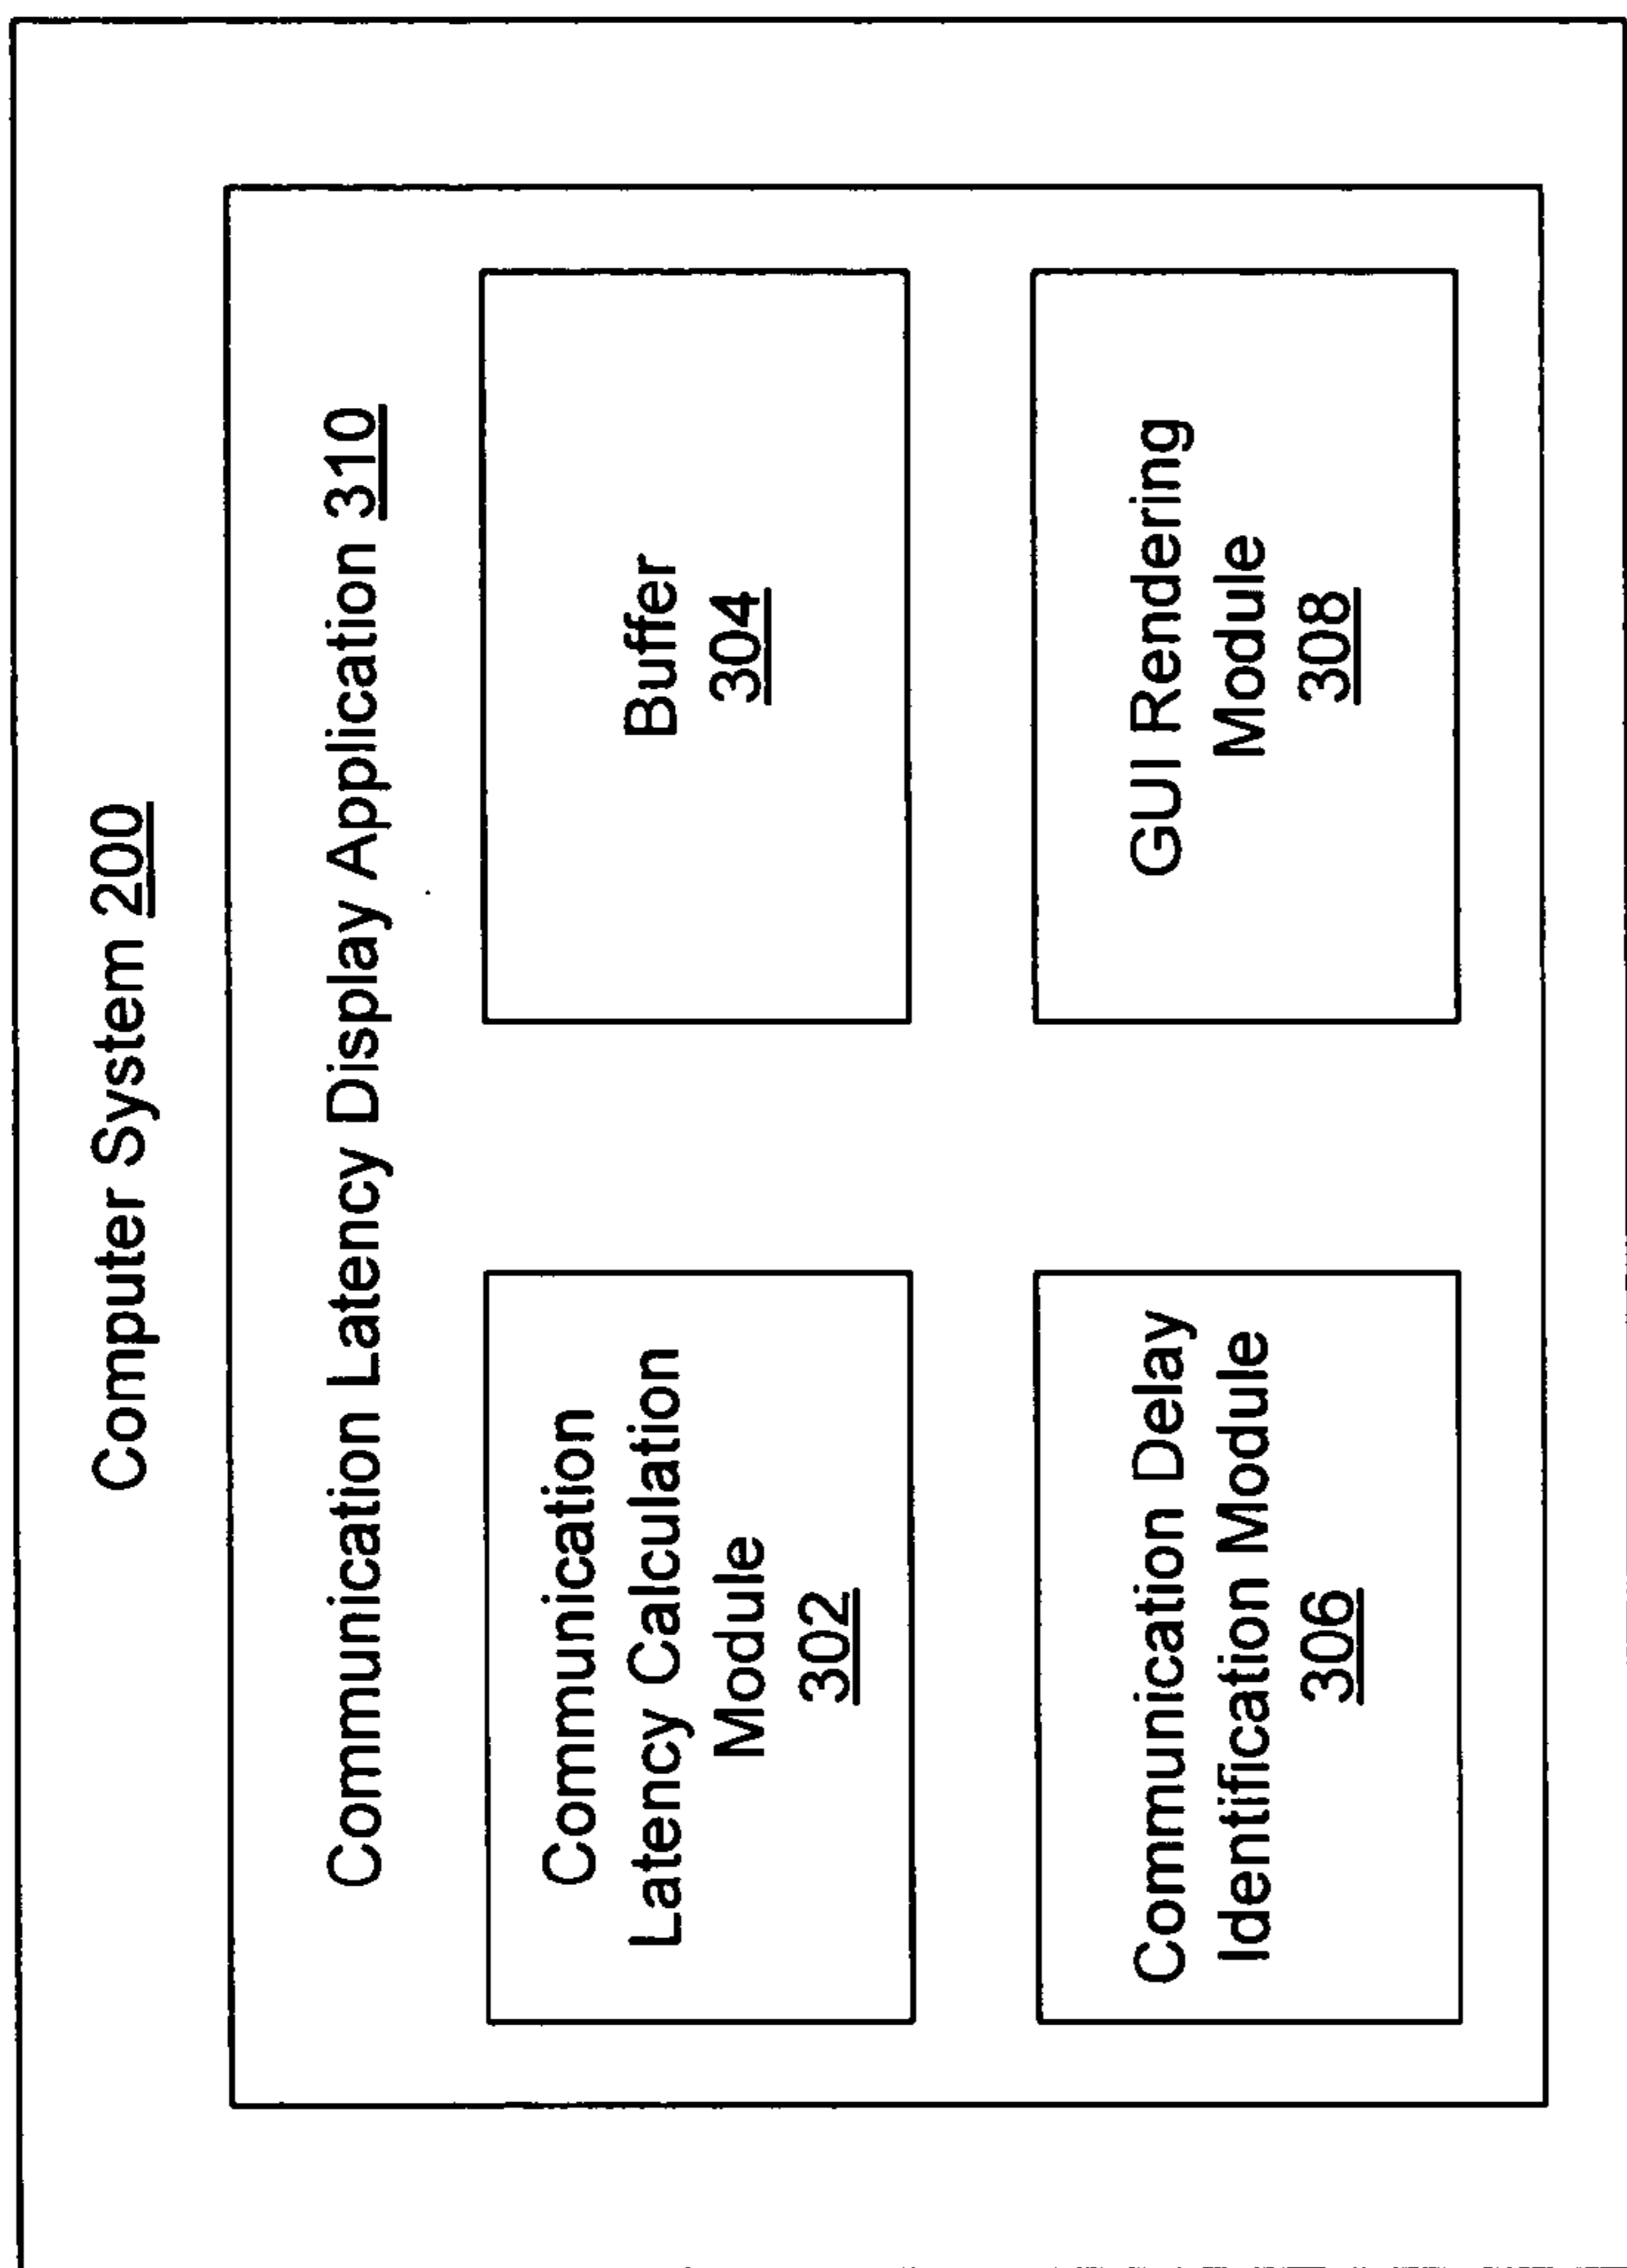 Computer System 200
Communication Latency Display Application 310
Communication
Latency Calculation
Module
302
Buffer
304
Communication Delay
Identification Module
306
GUI Rendering
Module
308